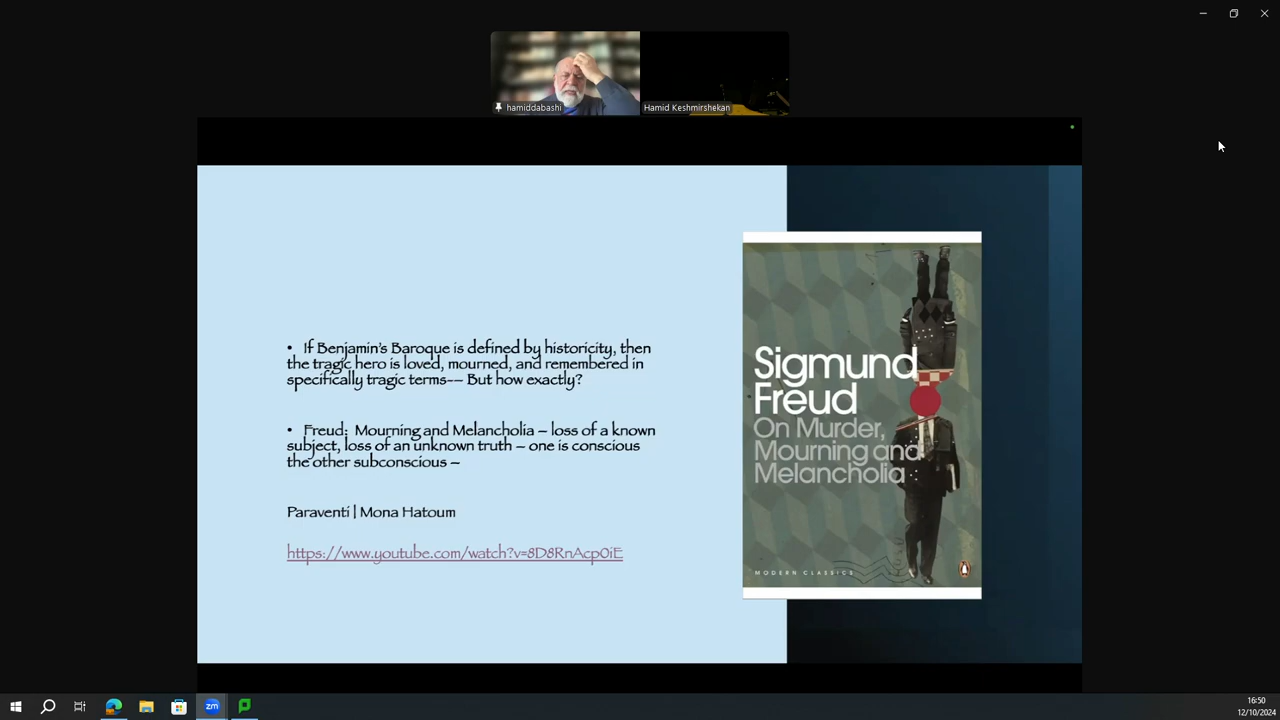 hamiddabashi
Hamid Keshmirshekan
• If Benjamin's Baroque is defined by historicity, then
the tragic hero is loved, mourned, and remembered in
specifically tragic terms-– But how exactly?
• Freud: Mourning and Melancholia – loss of a known
subject, loss of an unknown truth – one is conscious
the other subconscious –
Paraventi | Mona Hatoum
https://www.youtube.com/watch?v=8D8RnAcp0iE
Sigmund
Freud
On Murder,
Mourning and
Melancholia
MODERN CLASSICS
zm
16:50
12/10/2024